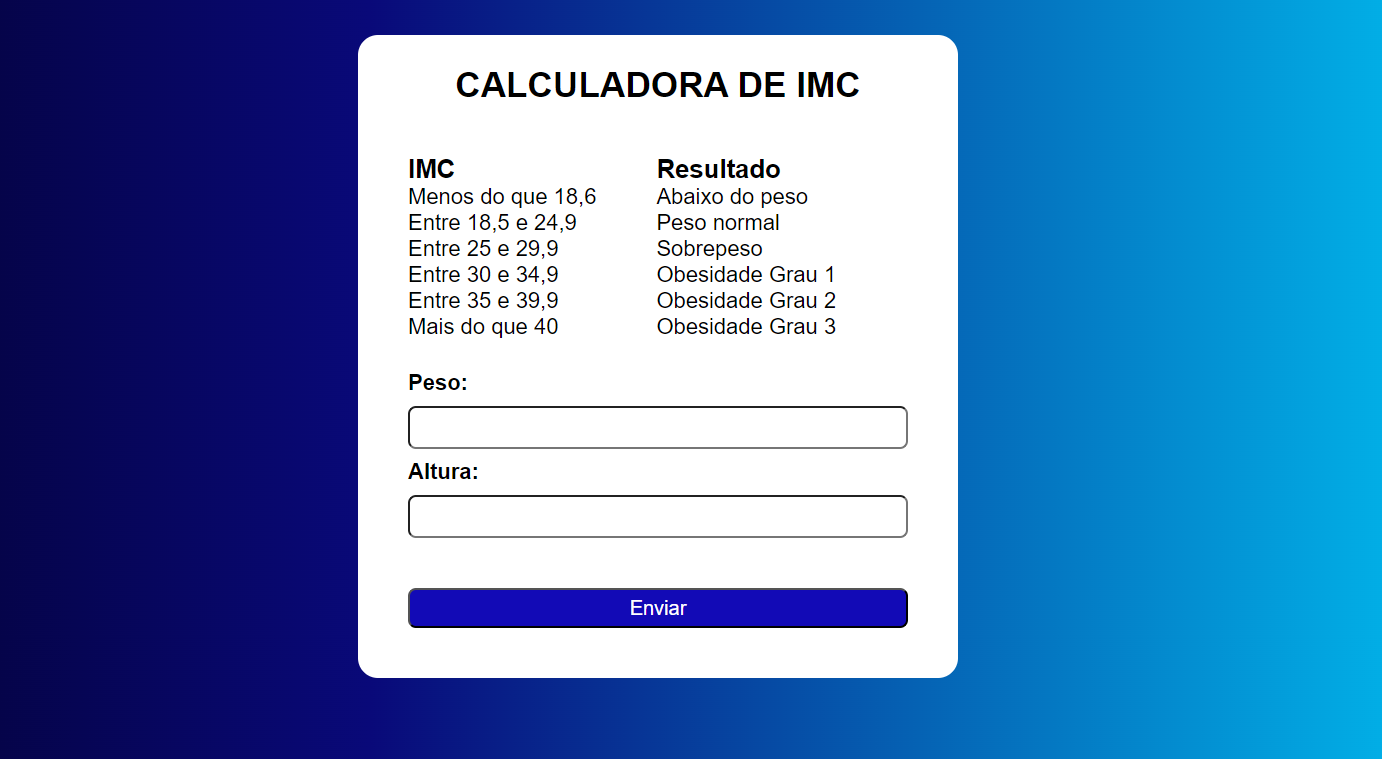 CALCULADORA DE IMC
IMC Resultado
Menos do que 18,6 Abaixo do peso
Entre 18,5 e 24,9 Peso normal
Entre 25 e 29,9 Sobrepeso
Entre 30 e 34,9 Obesidade Grau 1
Entre 35 e 39,9 Obesidade Grau 2
Mais do que 40 Obesidade Grau 3
Peso:
Altura:
Enviar